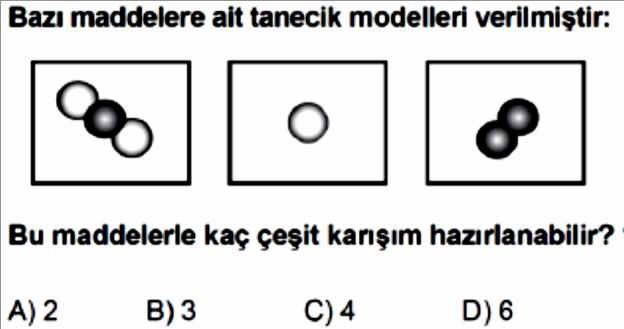 Bazı maddelere ait tanecik modelleri verilmiştir:
Bu maddelerle kaç çeşit karışım hazırlanabilir?
A) 2 B) 3 C) 4 D) 6